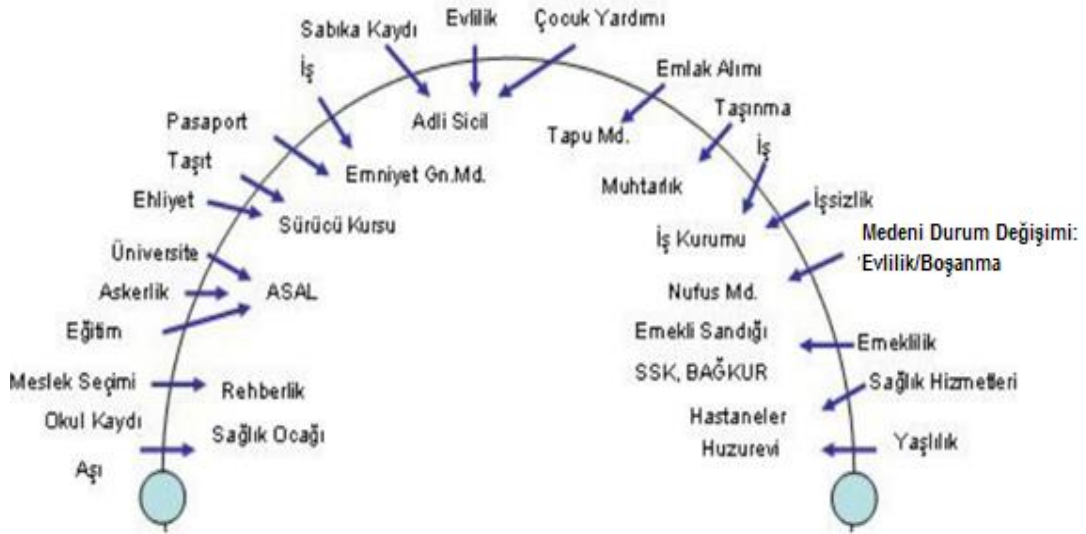 Sabıka Kaydı
Evlilik
Çocuk Yardımı
İş
Adli Sicil
Emlak Alımı
Tapu Md.
Taşınma
Pasaport
Emniyet Gn.Md.
Muhtarlık
İş
Taşıt
Ehliyet
Sürücü Kursu
İş Kurumu
İşsizlik
Medeni Durum Değişimi:
Evlilik/Boşanma
Üniversite
Askerlik
ASAL
Nufus Md.
Eğitim
Emekli Sandığı
Emeklilik
SSK, BAĞKUR
Meslek Seçimi
Rehberlik
Sağlık Hizmetleri
Okul Kaydı
Sağlık Ocağı
Hastaneler
Huzurevi
Yaşlılık
Aşı